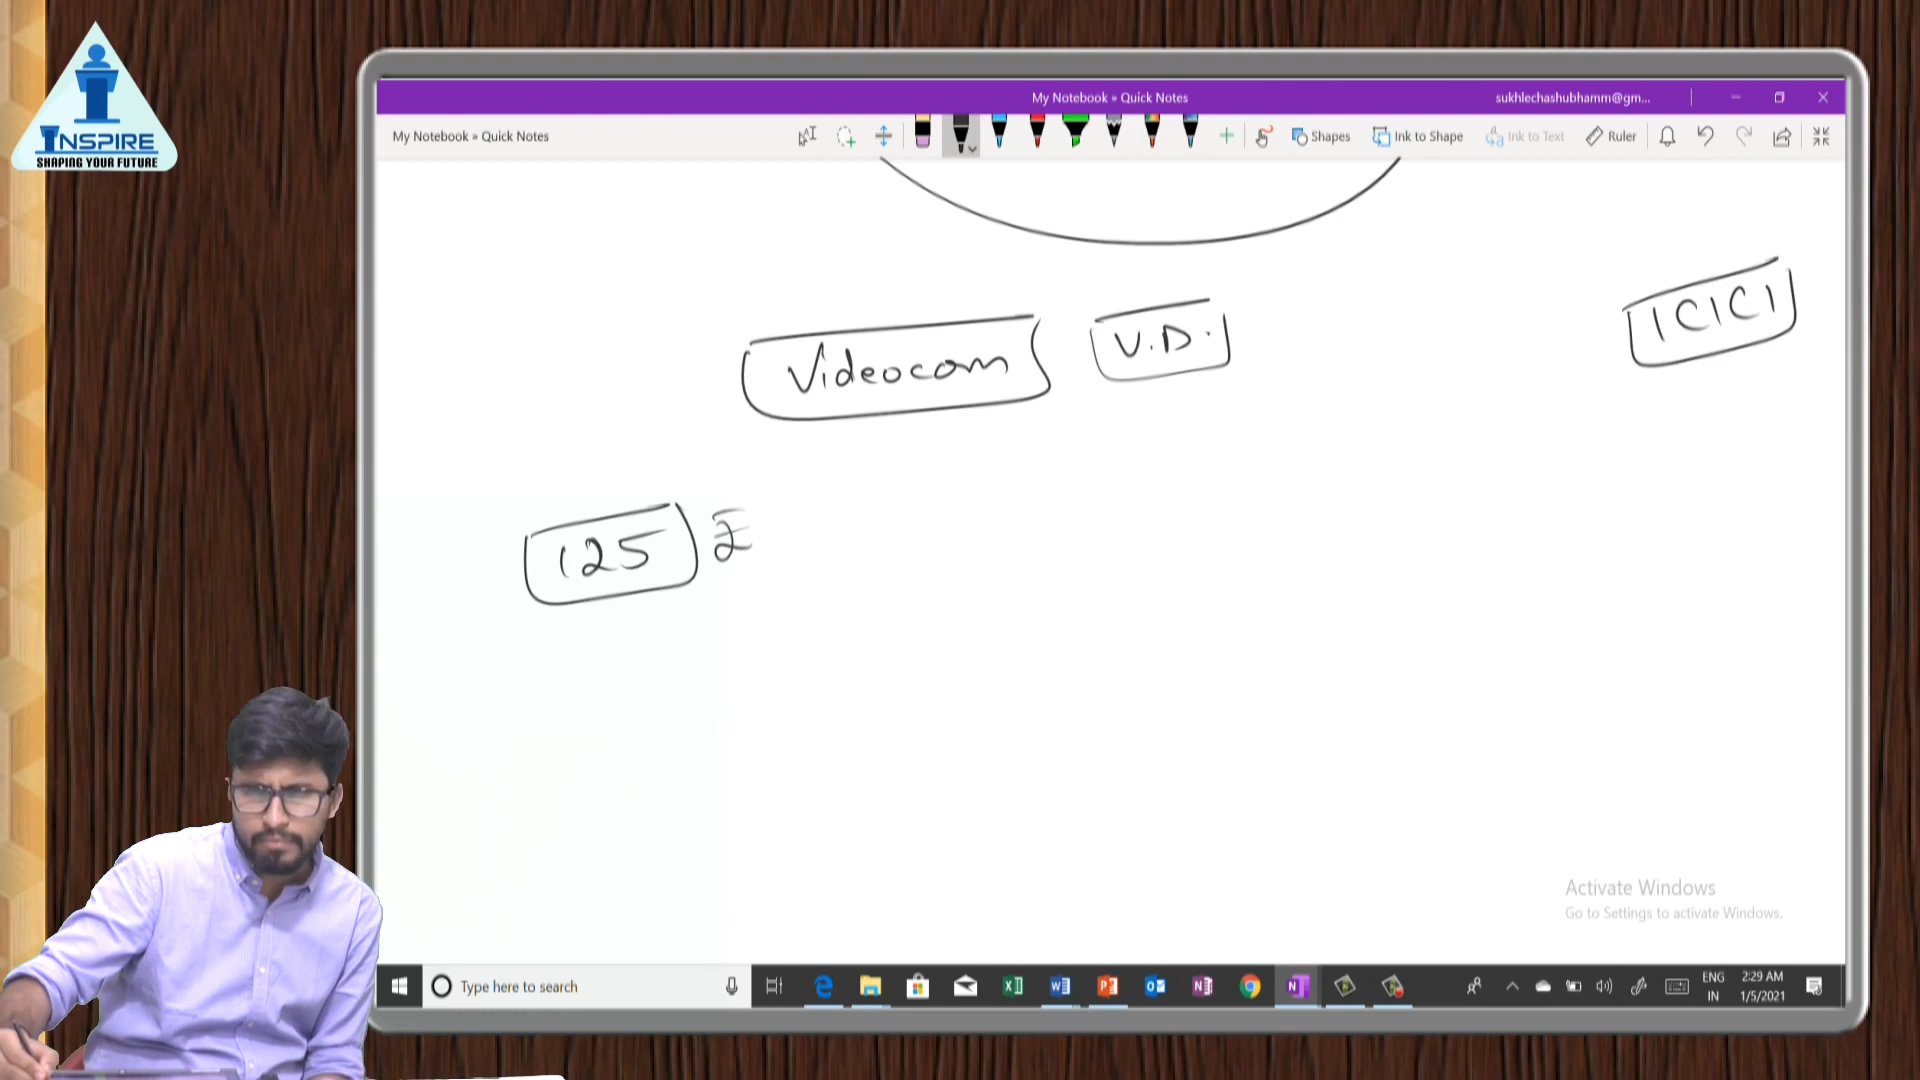 INSPIRE
SHAPING YOUR FUTURE
My Notebook » Quick Notes
sukhlechashubhamm@gm...
My Notebook » Quick Notes
Shapes
Ink to Shape
Ink to Text
Ruler
ICICI
Videocom
V.D.
125
Activate Windows
Go to Settings to activate Windows.
Type here to search
ENG
IN
2:29 AM
1/5/2021